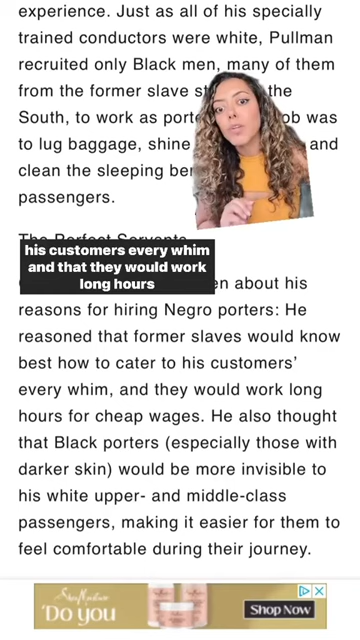 experience. Just as all of his specially
trained conductors were white, Pullman
recruited only Black men, many of them
from the former slave the
South, to work as ob was
to lug baggage, shine and
clean the sleeping
passengers.
his customers every whim
and that they would work
long hours
about his
reasons for hiring Negro porters: He
reasoned that former slaves would know
best how to cater to his customers’
every whim, and they would work long
hours for cheap wages. He also thought
that Black porters (especially those with
darker skin) would be more invisible to
his white upper- and middle-class
passengers, making it easier for them to
feel comfortable during their journey.
SheaMoisture
'Do you
Shop Now